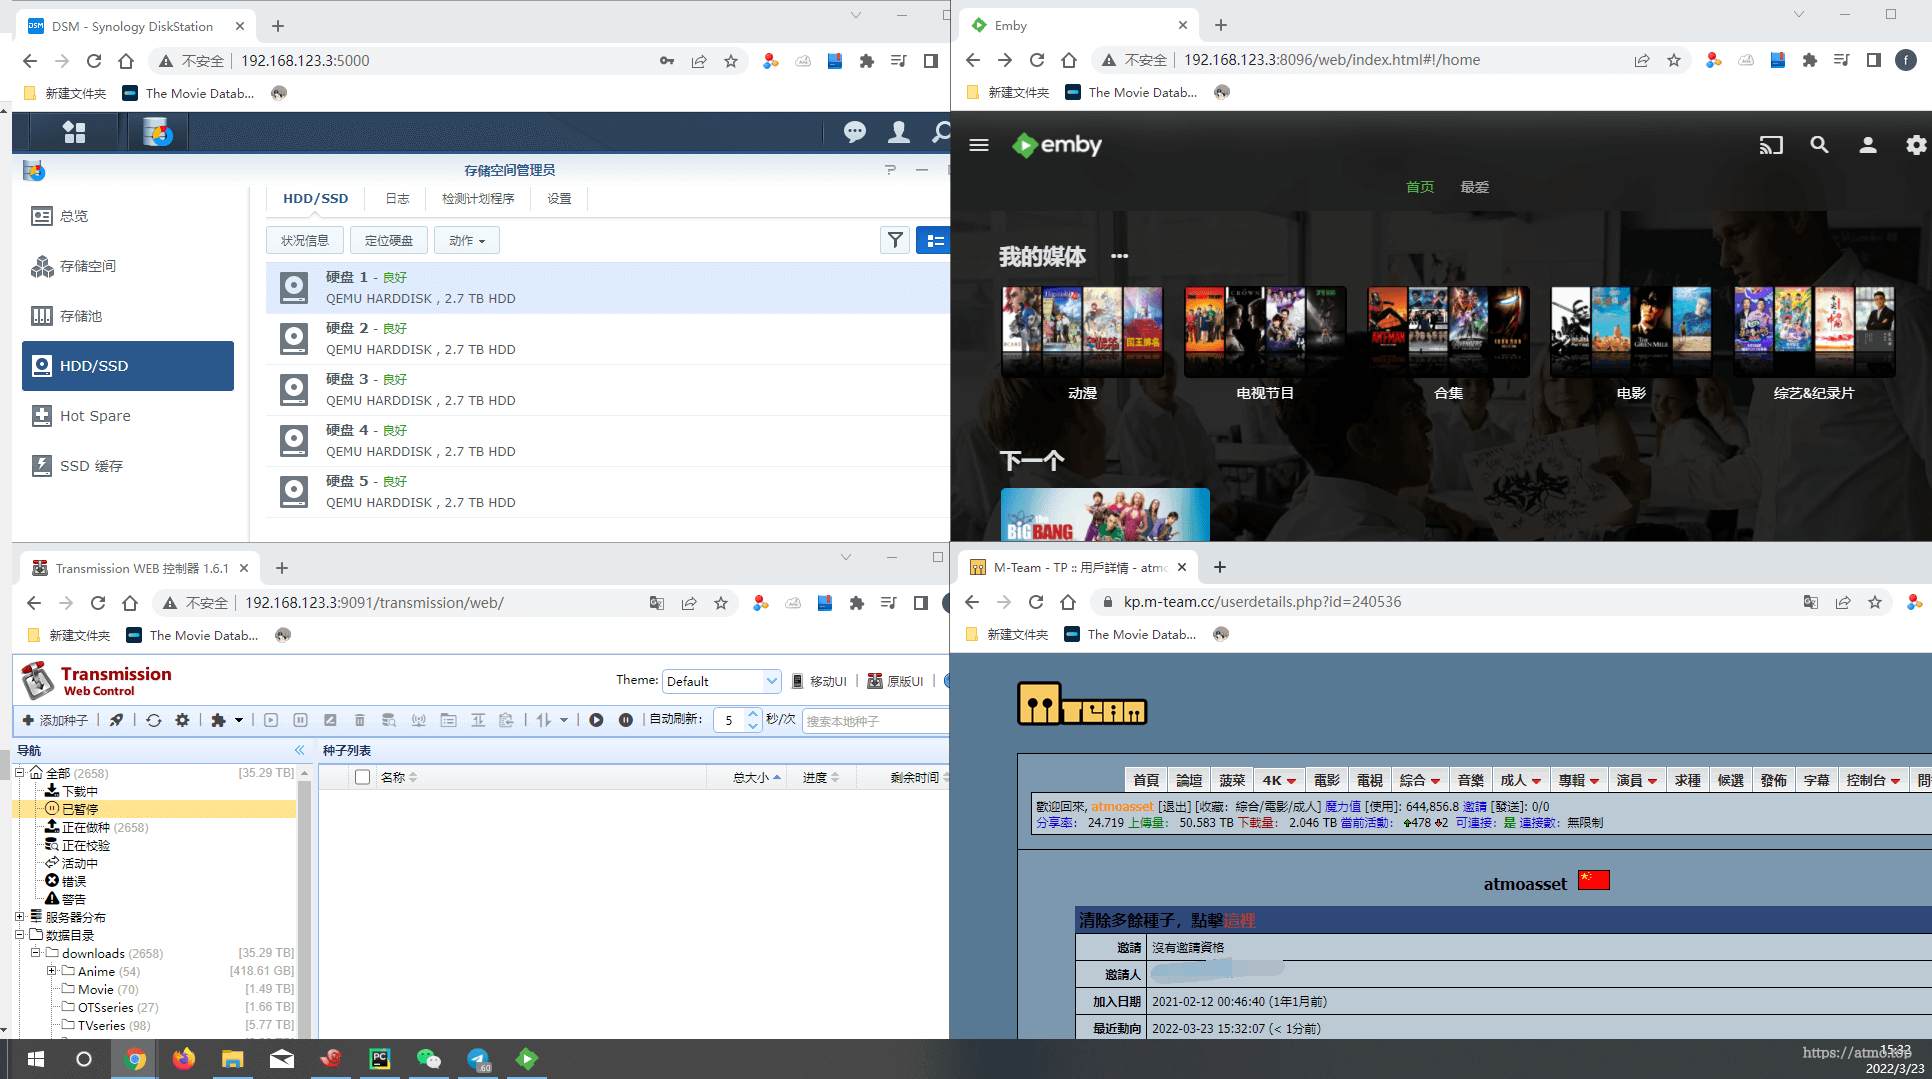 DSM - Synology DiskStation
不安全 192.168.123.3:5000
新建文件夹 The Movie Datab...
存储空间管理员
总览
存储空间
存储池
HDD/SSD
Hot Spare
SSD 缓存
HDD/SSD 日志 检测计划程序 设置
状况信息 定位硬盘 动作
硬盘 1 - 良好
QEMU HARDDISK , 2.7 TB HDD
硬盘 2 - 良好
QEMU HARDDISK , 2.7 TB HDD
硬盘 3 - 良好
QEMU HARDDISK , 2.7 TB HDD
硬盘 4 - 良好
QEMU HARDDISK , 2.7 TB HDD
硬盘 5 - 良好
QEMU HARDDISK , 2.7 TB HDD
Emby
不安全 192.168.123.3:8096/web/index.html#!/home
f
新建文件夹 The Movie Datab...
emby
首页 最爱
我的媒体 ...
动漫 电视节目 合集 电影 综艺&纪录片
下一个
the BIG BANG
Transmission WEB 控制器 1.6.1
不安全 192.168.123.3:9091/transmission/web/
新建文件夹 The Movie Datab...
Transmission
Web Control
Theme: Default 移动UI | 原版UI |
添加种子 自动刷新: 5 秒/次 搜索本地种子
导航
全部 (2658) [35.29 TB]
下载中
已暂停
正在做种 (2658)
正在校验
活动中
错误
警告
服务器分布
数据目录
downloads (2658) [35.29 TB]
Anime (54) [418.61 GB]
Movie (70) [1.49 TB]
OTSseries (27) [1.66 TB]
TVseries (98) [5.77 TB]
种子列表
名称 总大小 进度 剩余时间
M-Team - TP :: 用戶詳情 - atmo
kp.m-team.cc/userdetails.php?id=240536
新建文件夹 The Movie Datab...
M TEAM
首頁 論壇 菠菜 4K 電影 電視 綜合 音樂 成人 專輯 演員 求種 候選 發佈 字幕 控制台 問
歡迎回來, atmoasset [退出] [收藏: 綜合/電影/成人] 魔力值 [使用]: 644,856.8 邀請 [發送]: 0/0
分享率: 24.719 上傳量: 50.583 TB 下載量: 2.046 TB 當前活動: 478 2 可連接: 是 連接數: 無限制
atmoasset
清除多餘種子, 點擊這裡
邀請 沒有邀請資格
邀請人
加入日期 2021-02-12 00:46:40 (1年1月前)
最近動向 2022-03-23 15:32:07 (< 1分前)
PC
.60
https://atmo.top
15:32
2022/3/23